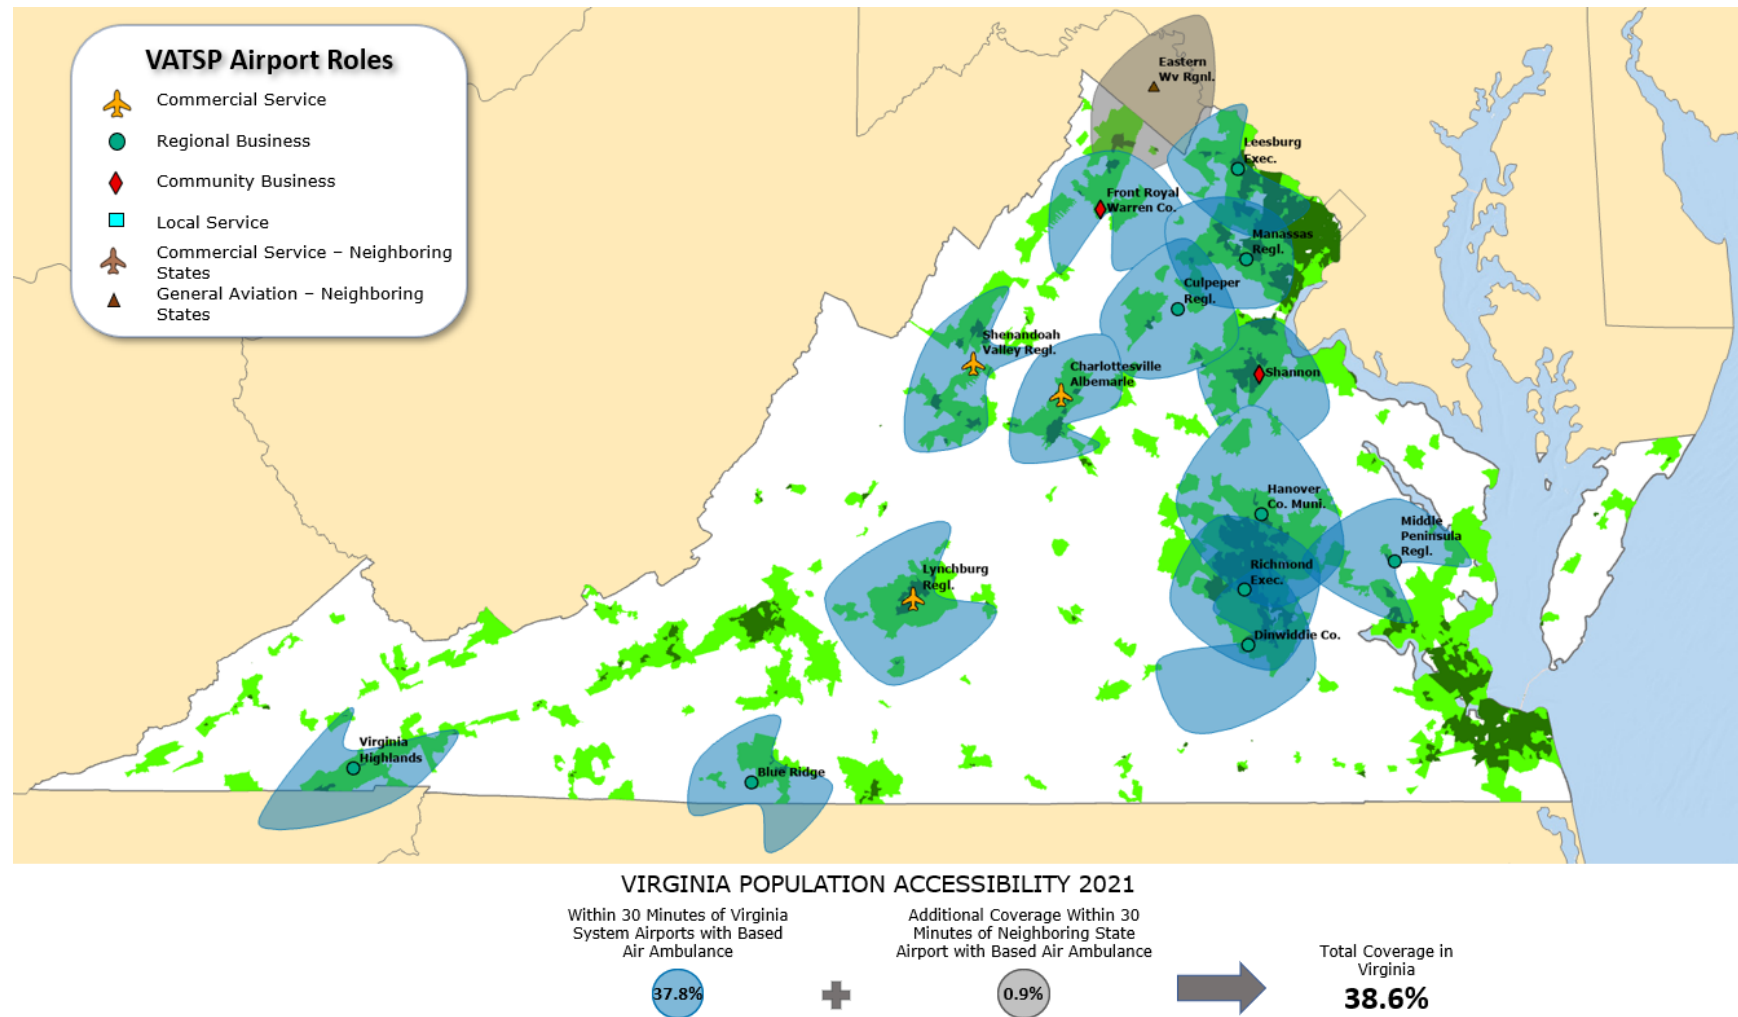 VATSP Airport Roles
Commercial Service
Regional Business
Community Business
Local Service
Commercial Service – Neighboring
States
General Aviation – Neighboring
States
Eastern
Wv Rgnl.
Leesburg
Exec.
Front Royal
Warren Co.
Manassas
Regl.
Culpeper
Regl.
Shenandoah
Valley Regl.
Charlottesville
Albemarle
Shannon
Hanover
Co. Muni.
Middle
Peninsula
Regl.
Richmond
Exec.
Lynchburg
Regl.
Dinwiddie Co.
Virginia
Highlands
Blue Ridge
VIRGINIA POPULATION ACCESSIBILITY 2021
Within 30 Minutes of Virginia
System Airports with Based
Air Ambulance
37.8%
Additional Coverage Within 30
Minutes of Neighboring State
Airport with Based Air Ambulance
0.9%
Total Coverage in
Virginia
38.6%